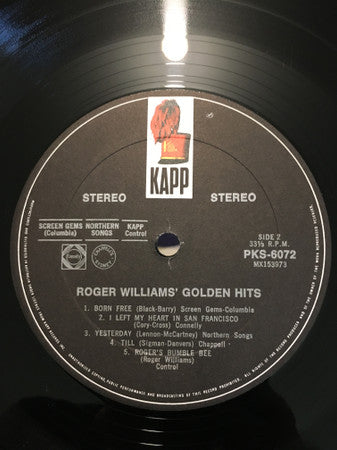 KAPP
STEREO
STEREO
SCREEN GEMS NORTHERN KAPP
(Columbia) SONGS Control
SIDE 2
33⅓ R.P.M.
PKS-6072
MX153973
ROGER WILLIAMS' GOLDEN HITS
1. BORN FREE (Black-Barry) Screen Gems-Columbia
2. I LEFT MY HEART IN SAN FRANCISCO
(Cory-Cross) Connelly
3. YESTERDAY (Lennon-McCartney) Northern Songs
4. TILL (Sigman-Danvers) Chappell
5. ROGER'S BUMBLE BEE
(Roger Williams)
Control